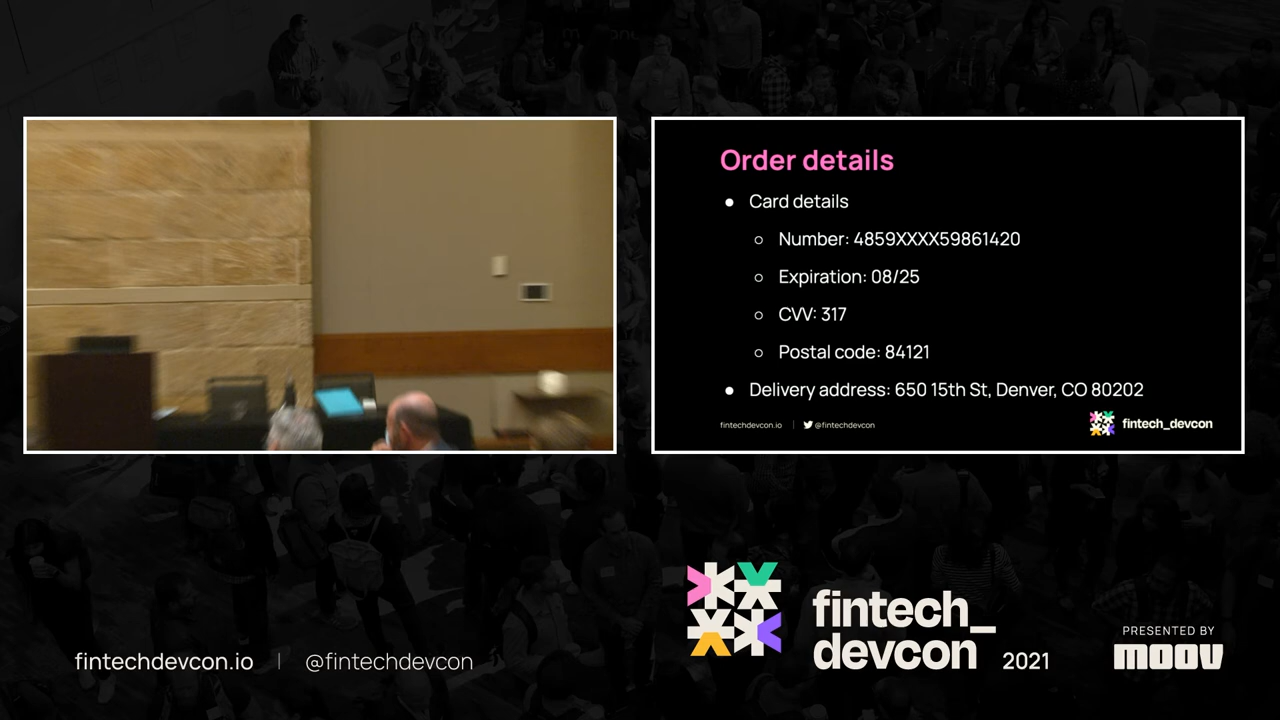 Order details
Card details
Number: 4859XXXX59861420
Expiration: 08/25
CVV: 317
Postal code: 84121
Delivery address: 650 15th St, Denver, CO 80202
fintechdevcon.io | @fintechdevcon
fintech_devcon
fintechdevcon.io | @fintechdevcon
fintech_
devcon 2021
PRESENTED BY
moov